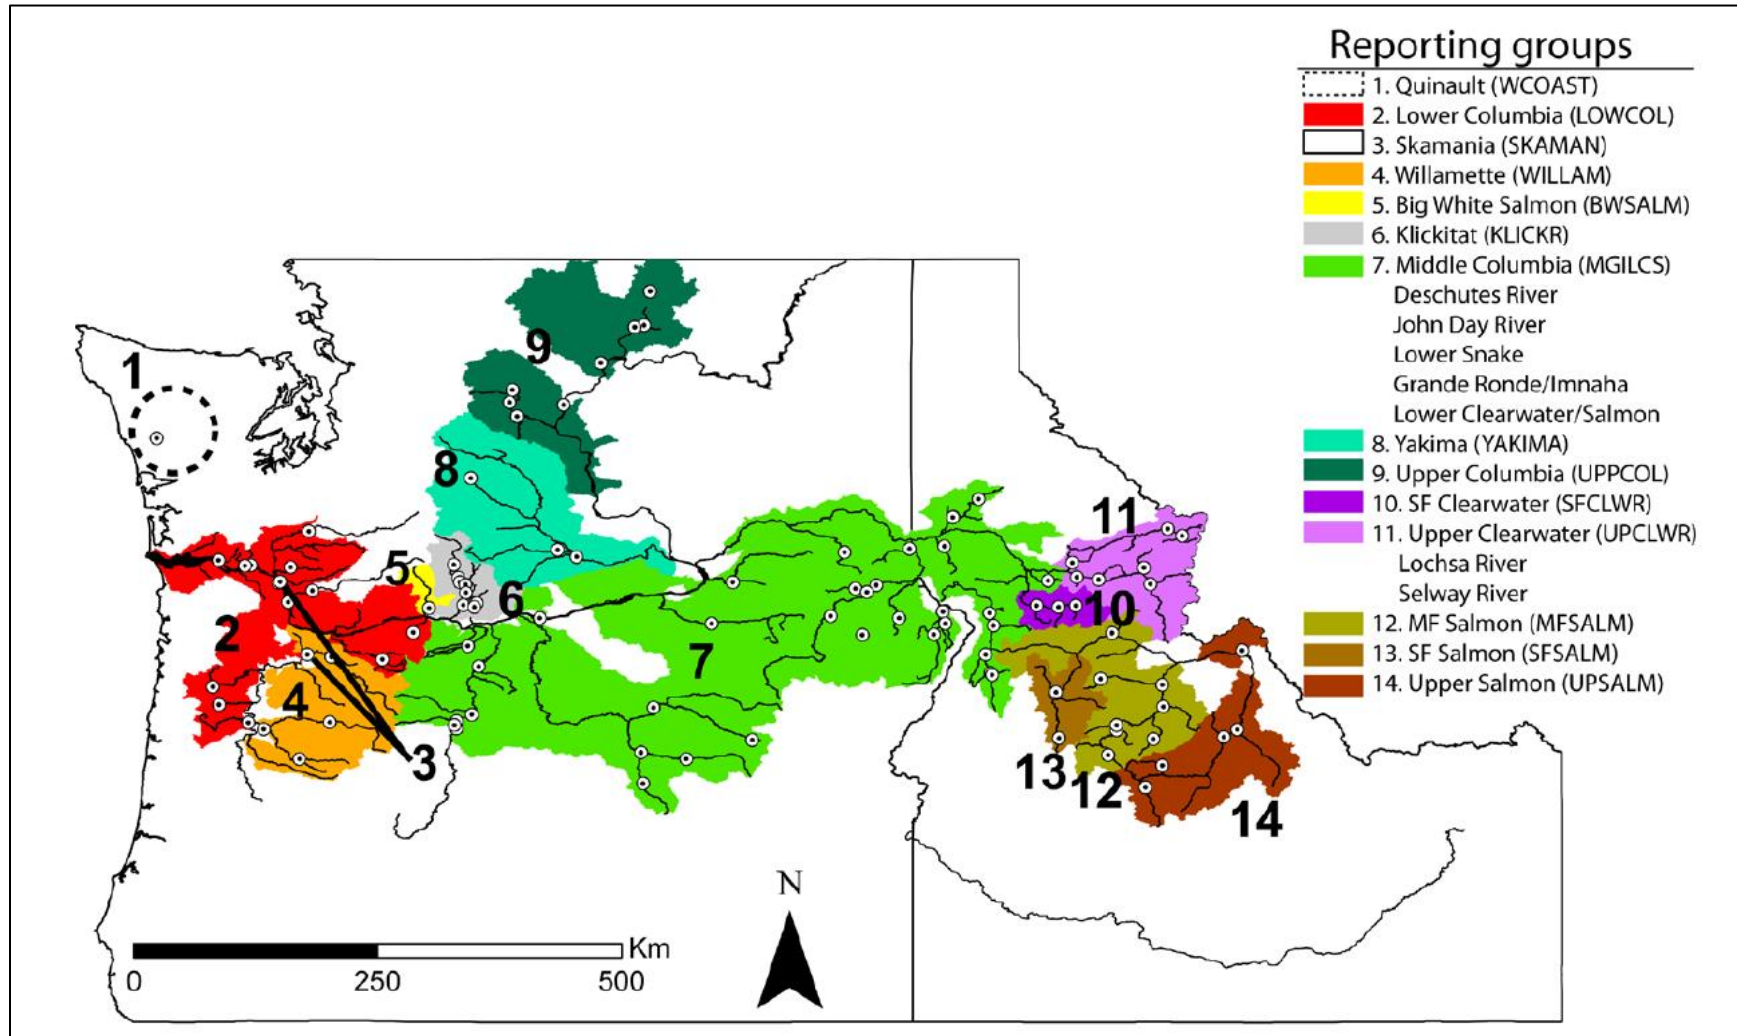 Reporting groups
1. Quinault (WCOAST)
2. Lower Columbia (LOWCOL)
3. Skamania (SKAMAN)
4. Willamette (WILLAM)
5. Big White Salmon (BWSALM)
6. Klickitat (KLICKR)
7. Middle Columbia (MGILCS)
Deschutes River
John Day River
Lower Snake
Grande Ronde/Imnaha
Lower Clearwater/Salmon
8. Yakima (YAKIMA)
9. Upper Columbia (UPPCOL)
10. SF Clearwater (SFCLWR)
11. Upper Clearwater (UPCLWR)
Lochsa River
Selway River
12. MF Salmon (MFSALM)
13. SF Salmon (SFSALM)
14. Upper Salmon (UPSALM)
9
1
8
11
5
6
10
2
7
4
3
13
12
14
N
Km
0
250
500